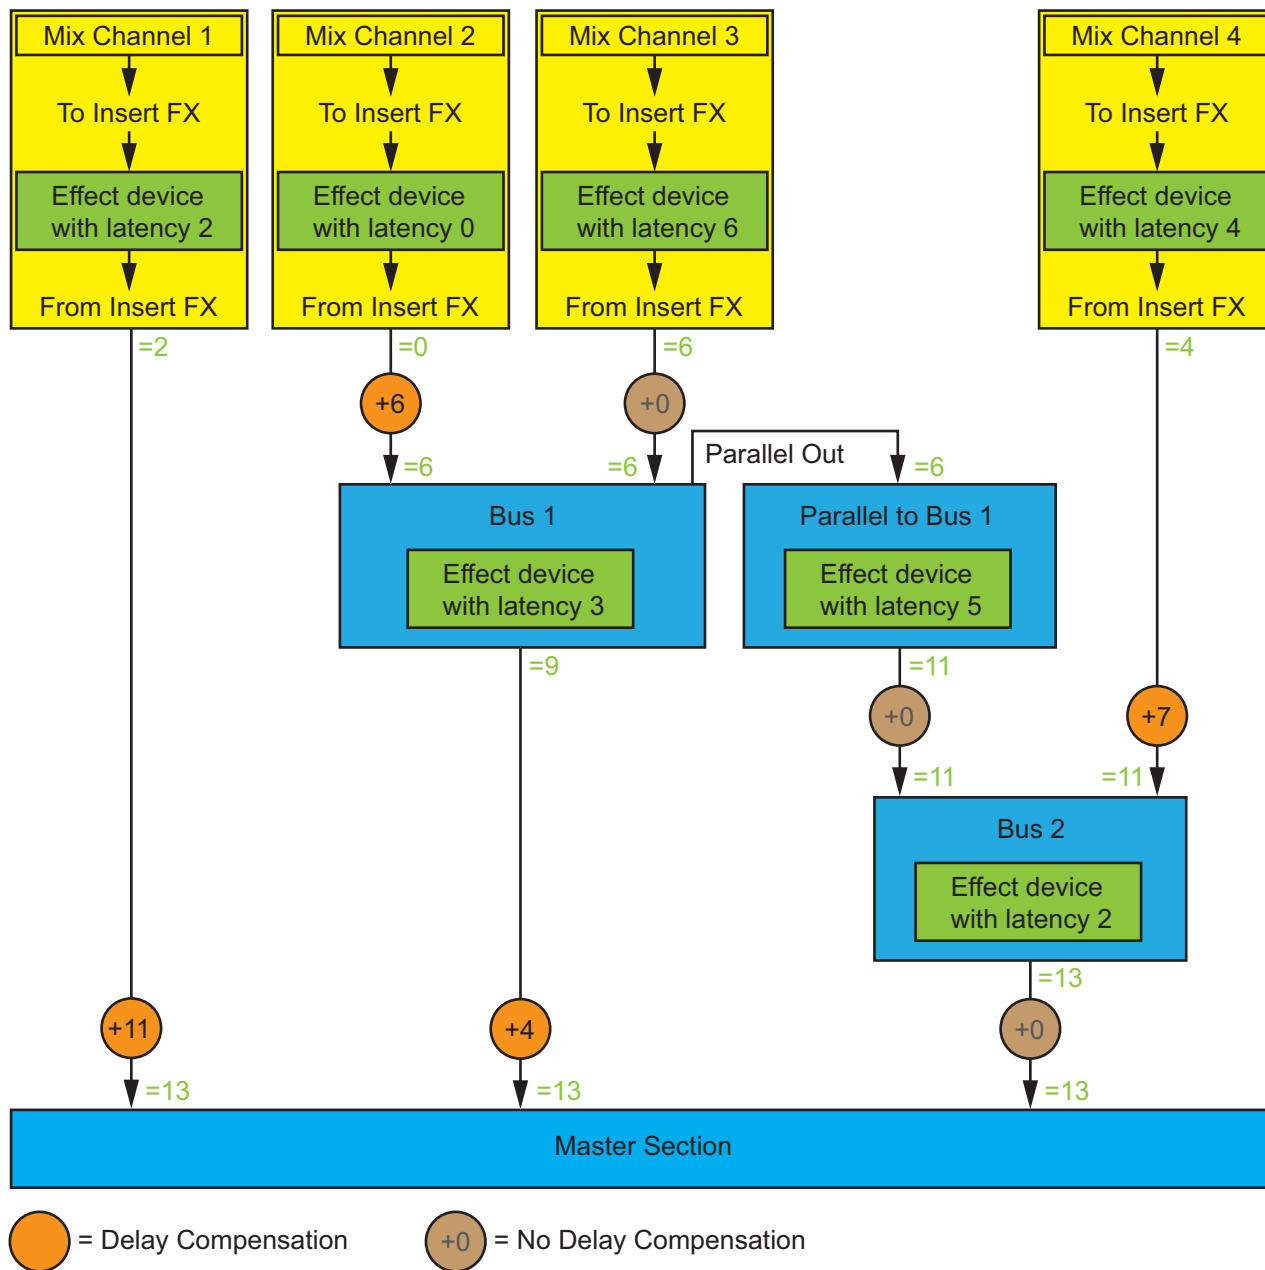 Mix Channel 1
Mix Channel 2
Mix Channel 3
Mix Channel 4
To Insert FX
To Insert FX
To Insert FX
To Insert FX
Effect device
with latency 2
Effect device
with latency 0
Effect device
with latency 6
Effect device
with latency 4
From Insert FX
From Insert FX
From Insert FX
From Insert FX
=2
=0
=6
=4
+6
+0
Parallel Out
=6
=6
=6
Bus 1
Effect device
with latency 3
Parallel to Bus 1
Effect device
with latency 5
=9
=11
+0
+7
=11
=11
Bus 2
Effect device
with latency 2
=13
+11
+4
+0
=13
=13
=13
Master Section
= Delay Compensation
+0
= No Delay Compensation